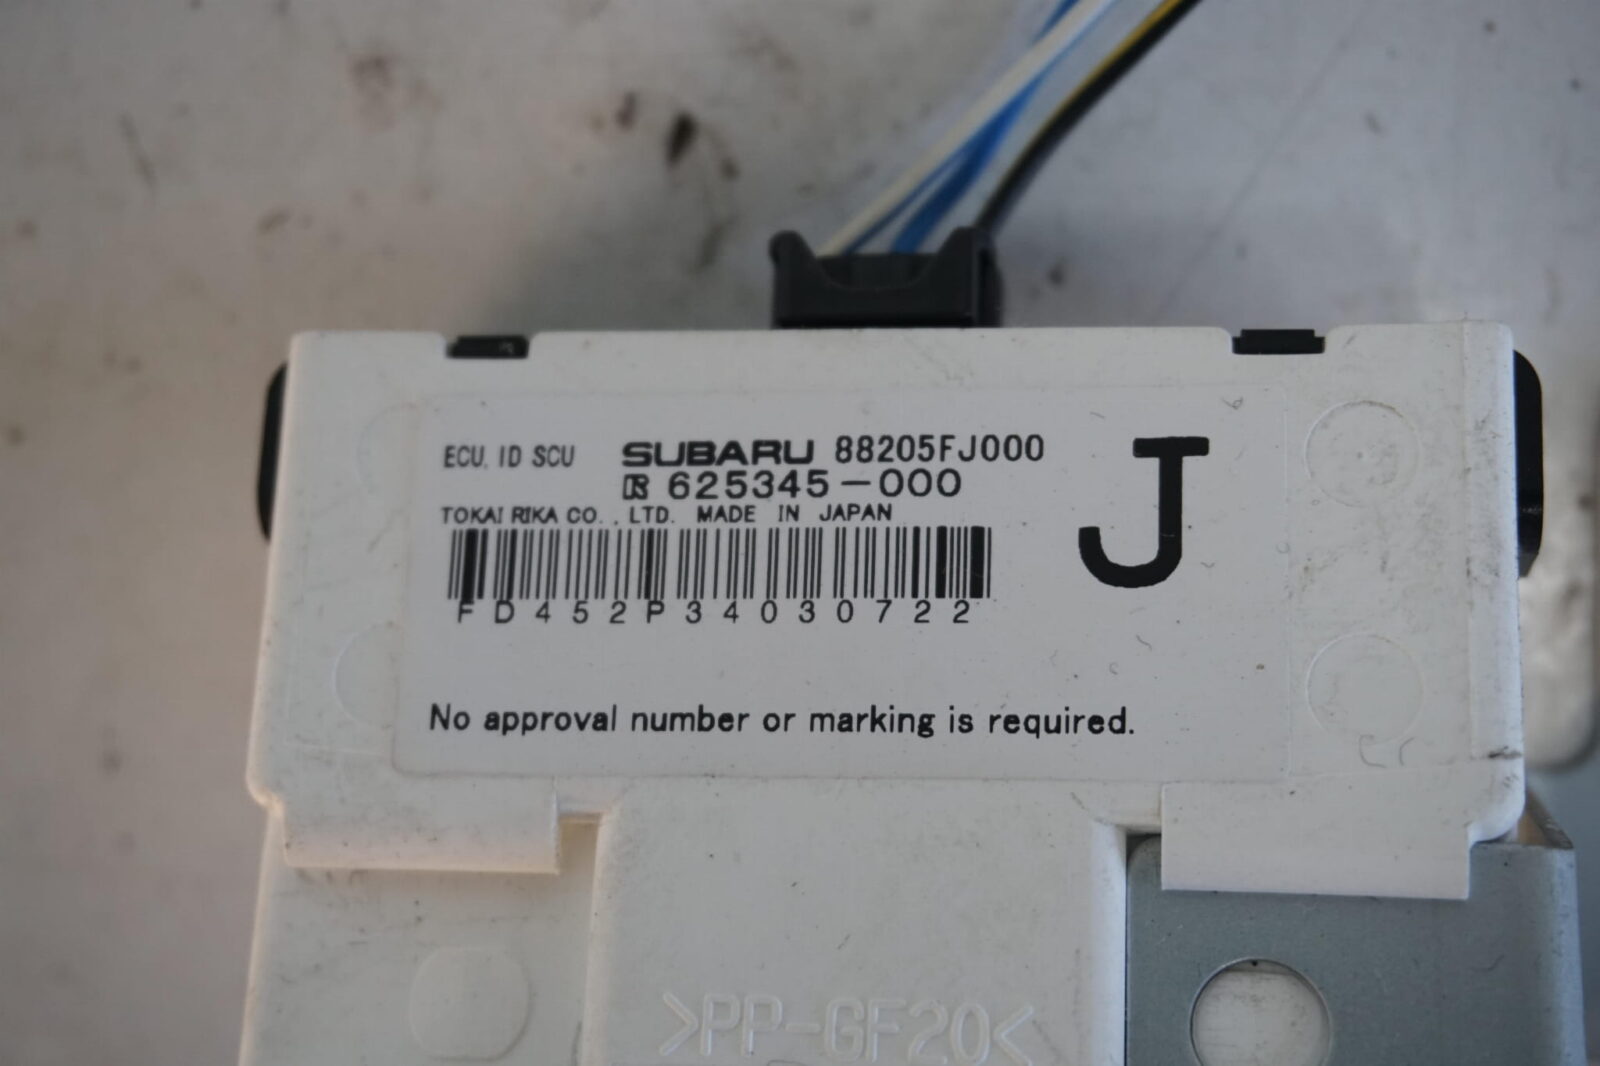 ECU, ID SCU SUBARU 88205FJ000
625345-000
TOKAI RIKA CO., LTD. MADE IN JAPAN
FD452P34030722
J
No approval number or marking is required.
>PP-GF20<